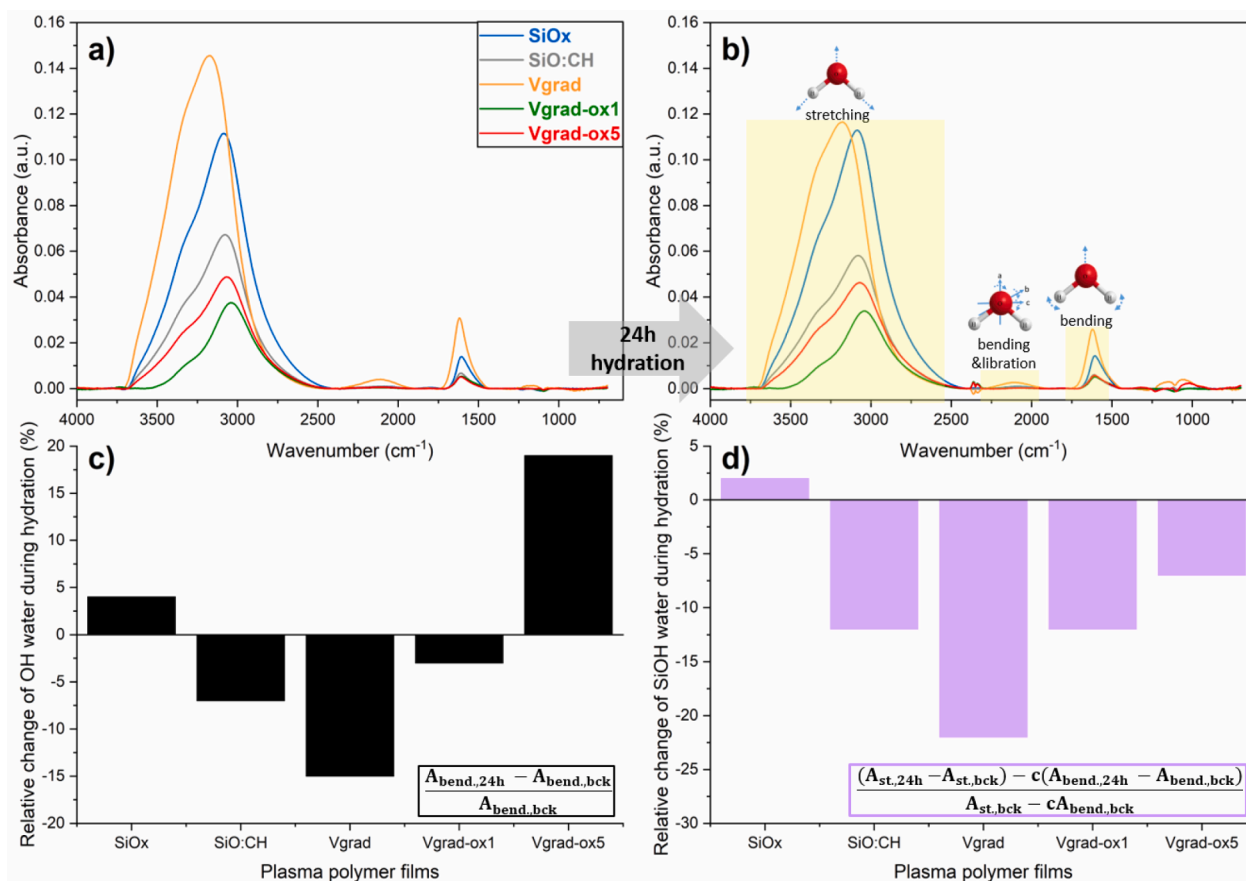 a)
SiOx
SiO:CH
Vgrad
Vgrad-ox1
Vgrad-ox5
Absorbance (a.u.)
0.16
0.14
0.12
0.10
0.08
0.06
0.04
0.02
0.00
4000 3500 3000 2500 2000 1500 1000
Wavenumber (cm⁻¹)
24h
hydration
b)
stretching
a
b
c
bending
&libration
bending
H H
H H
H H
Absorbance (a.u.)
0.16
0.14
0.12
0.10
0.08
0.06
0.04
0.02
0.00
4000 3500 3000 2500 2000 1500 1000
Wavenumber (cm⁻¹)
c)
Relative change of OH water during hydration (%)
20
15
10
5
0
-5
-10
-15
-20
A_bend.,24h − A_bend.,bck
A_bend.,bck
SiOx SiO:CH Vgrad Vgrad-ox1 Vgrad-ox5
Plasma polymer films
d)
Relative change of SiOH water during hydration (%)
5
0
-5
-10
-15
-20
-25
-30
(A_st.,24h −A_st.,bck) − c(A_bend.,24h − A_bend.,bck)
A_st.,bck − cA_bend.,bck
SiOx SiO:CH Vgrad Vgrad-ox1 Vgrad-ox5
Plasma polymer films